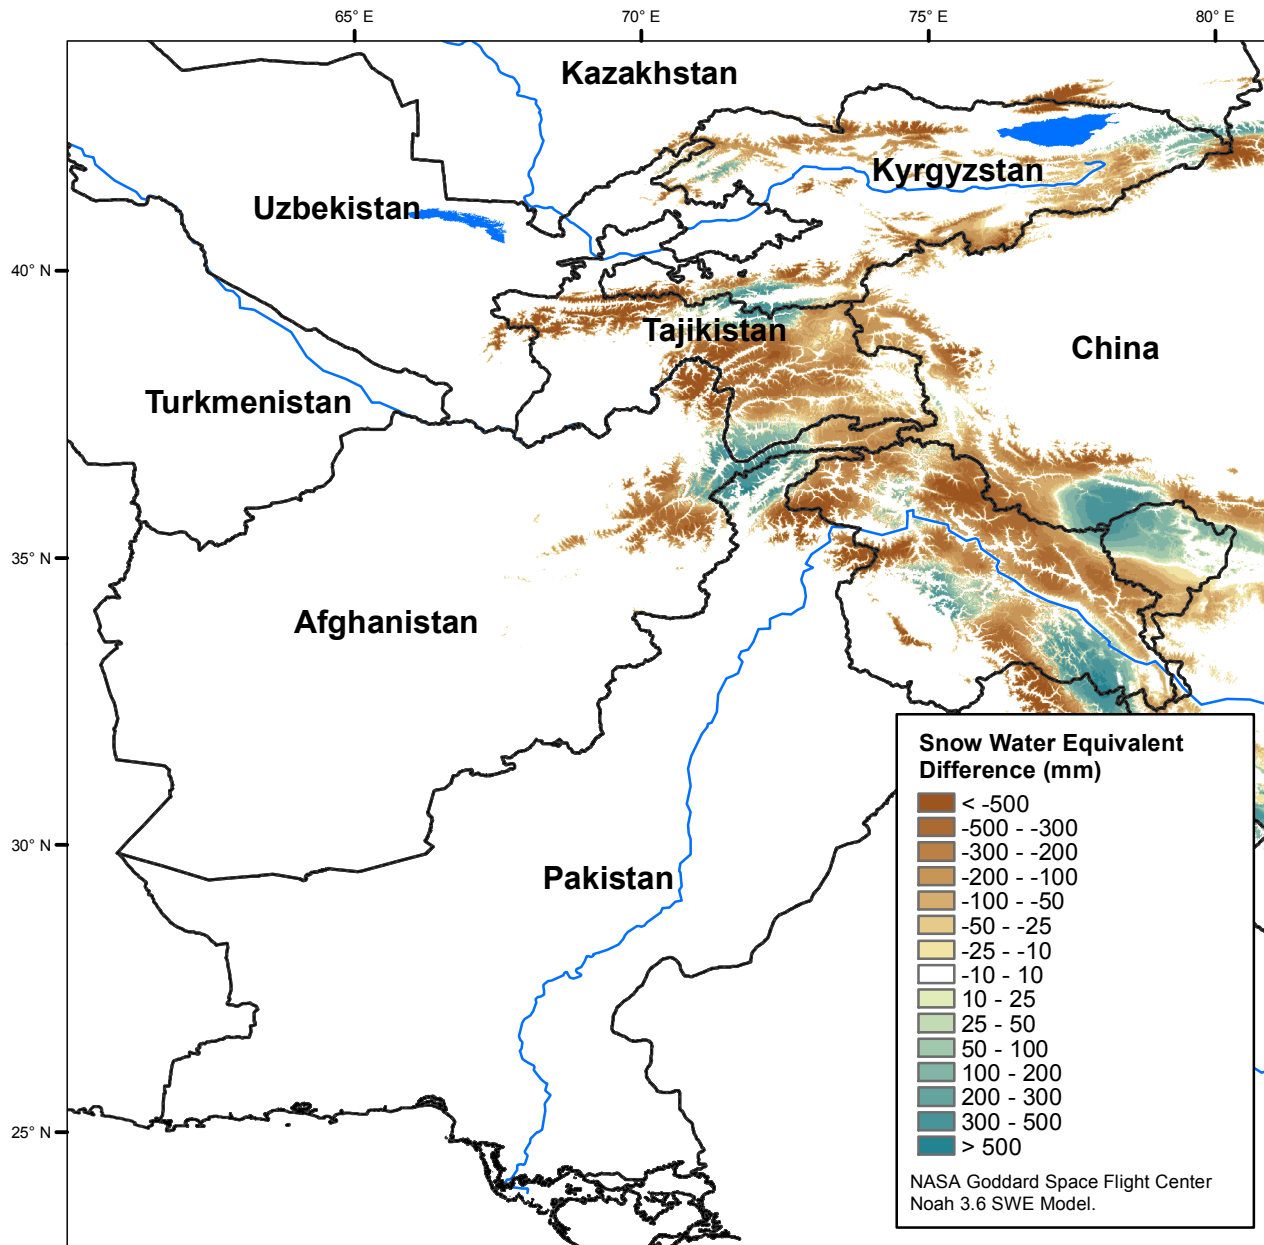 65° E
70° E
75° E
80° E
Kazakhstan
Kyrgyzstan
Uzbekistan
40° N
Tajikistan
China
Turkmenistan
35° N
Afghanistan
Snow Water Equivalent
Difference (mm)
< -500
-500 - -300
-300 - -200
-200 - -100
-100 - -50
-50 - -25
-25 - -10
-10 - 10
10 - 25
25 - 50
50 - 100
100 - 200
200 - 300
300 - 500
> 500
NASA Goddard Space Flight Center
Noah 3.6 SWE Model.
30° N
Pakistan
25° N